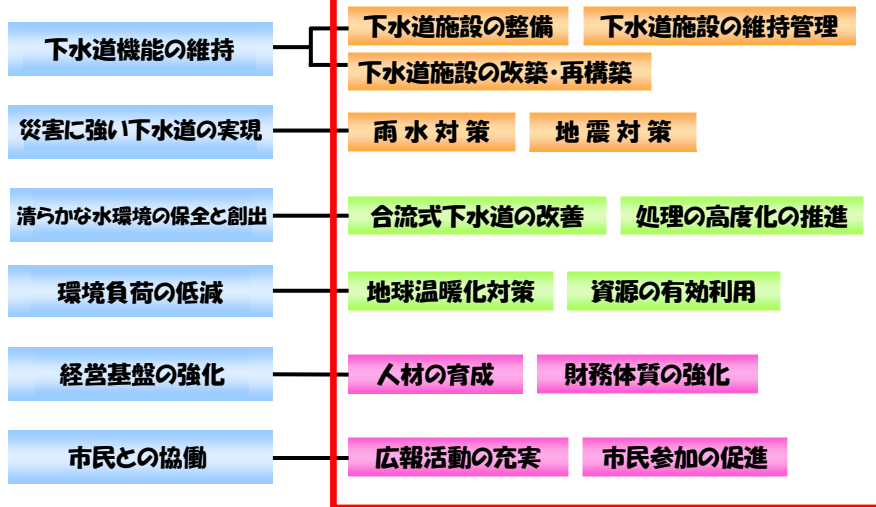 下水道機能の維持
下水道施設の整備 下水道施設の維持管理
下水道施設の改築・再構築
災害に強い下水道の実現
雨水対策 地震対策
清らかな水環境の保全と創出
合流式下水道の改善 処理の高度化の推進
環境負荷の低減
地球温暖化対策 資源の有効利用
経営基盤の強化
人材の育成 財務体質の強化
市民との協働
広報活動の充実 市民参加の促進